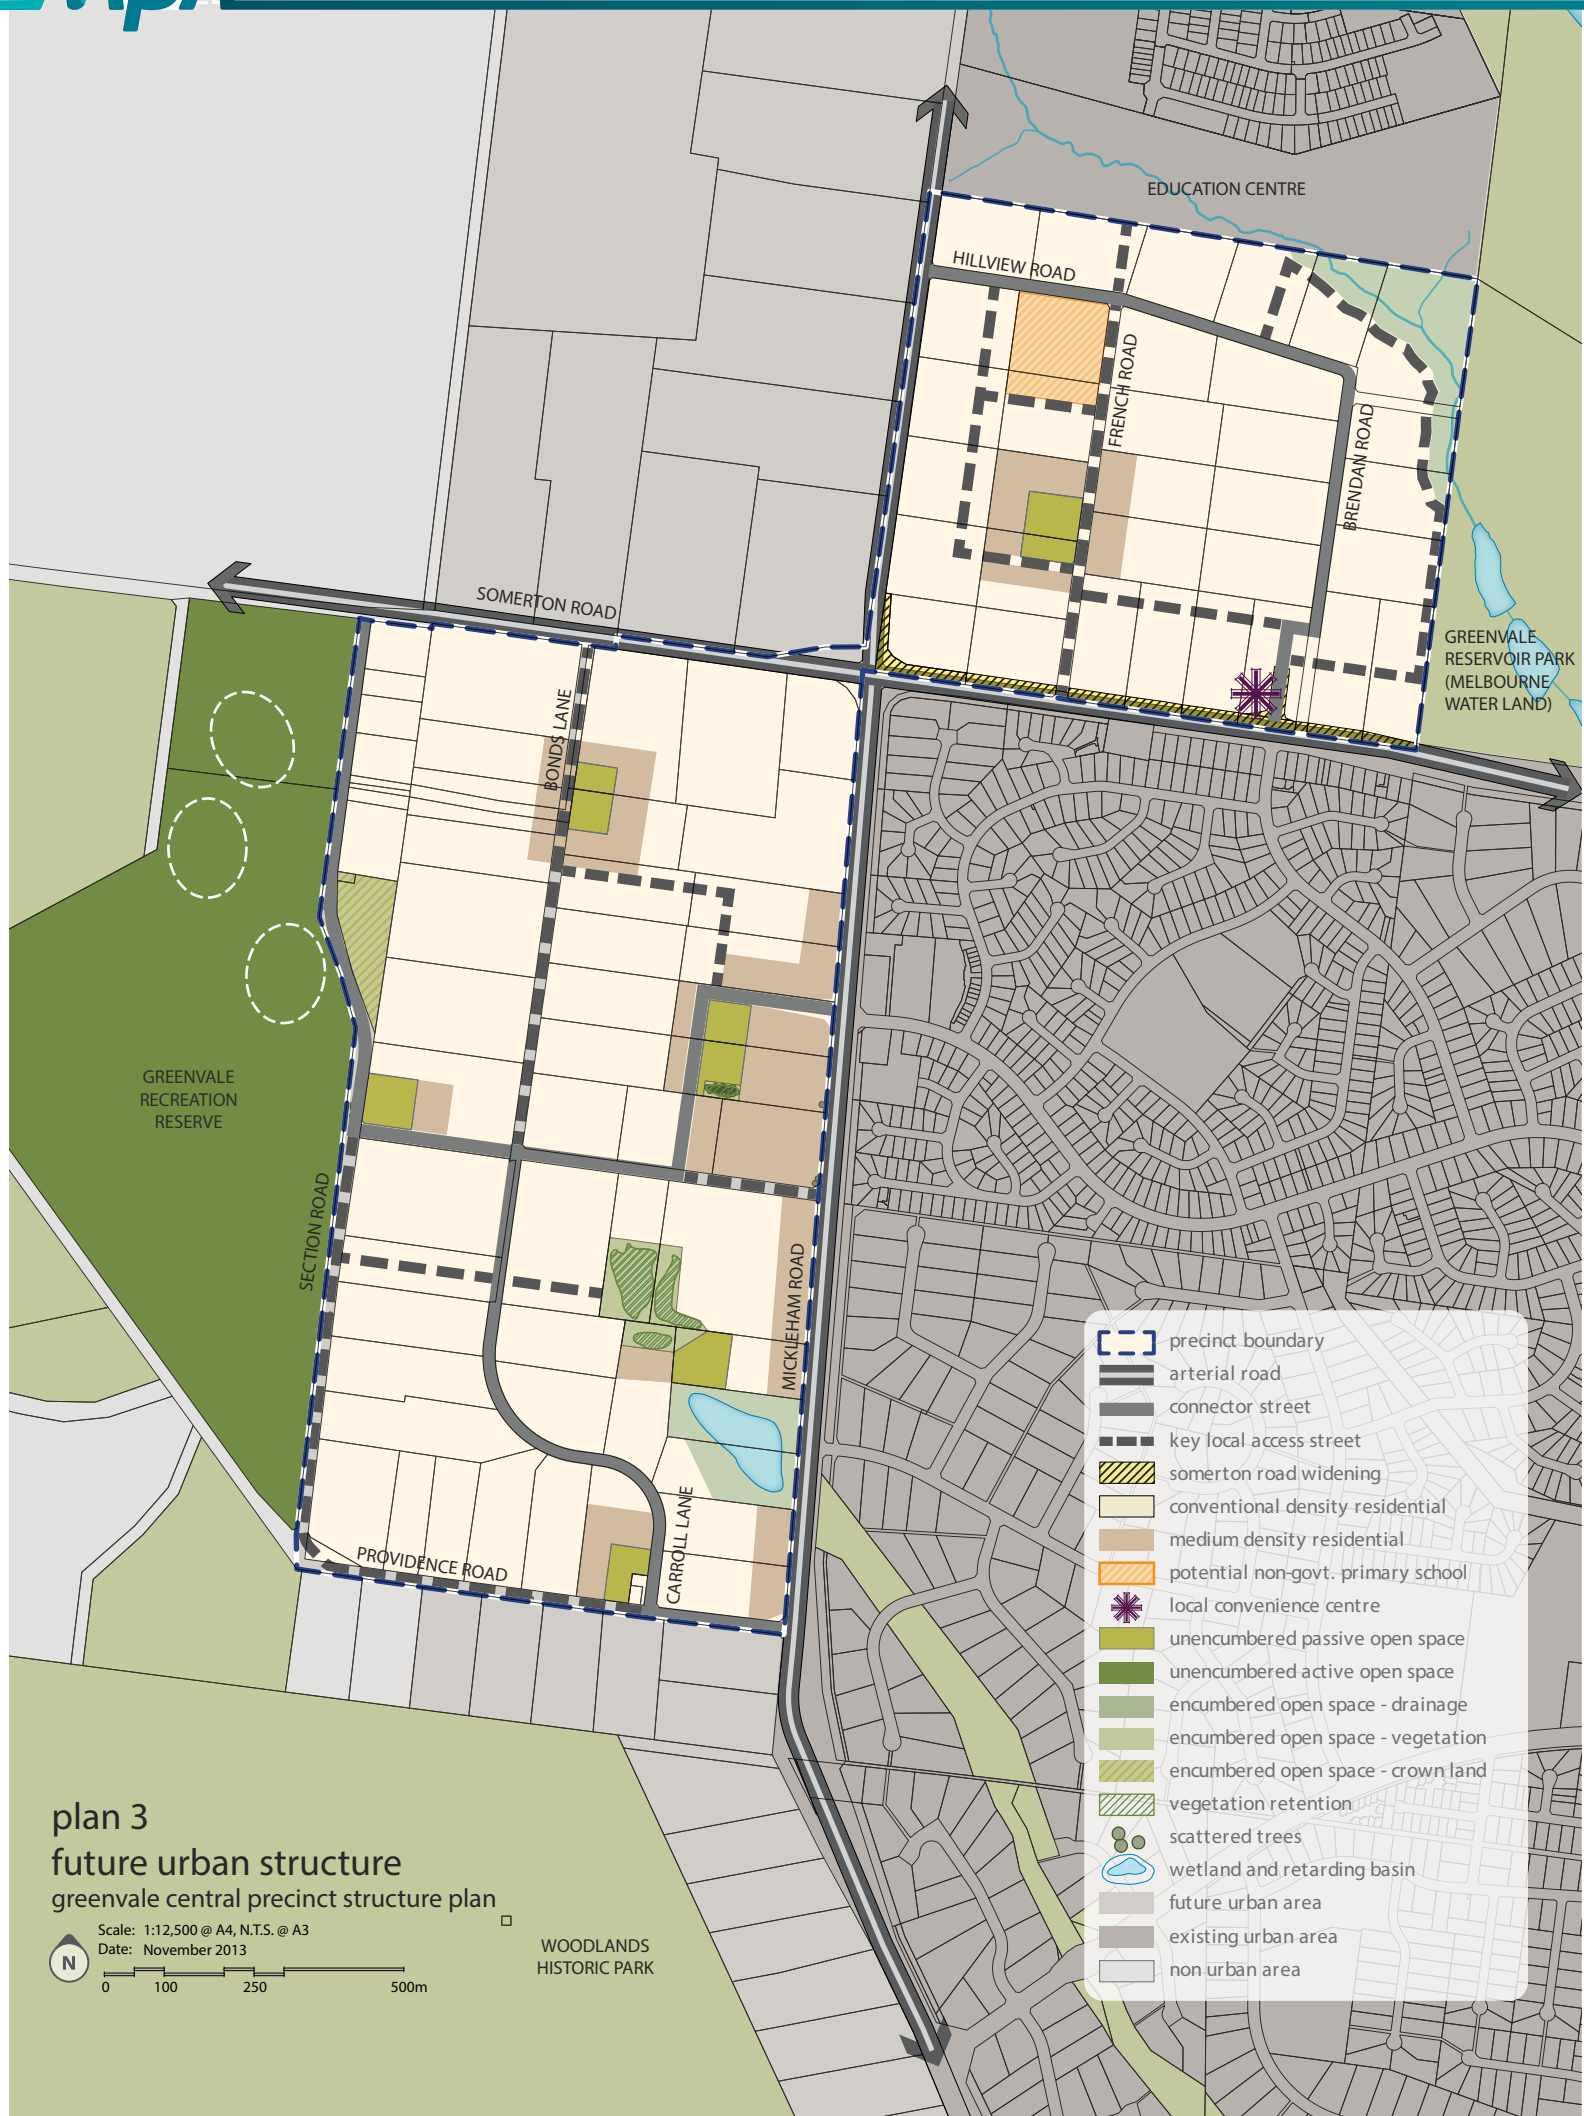 EDUCATION CENTRE
HILLVIEW ROAD
FRENCH ROAD
BRENDAN ROAD
SOMERTON ROAD
GREENVALE
RESERVOIR PARK
(MELBOURNE
WATER LAND)
BONDS LANE
GREENVALE
RECREATION
RESERVE
SECTION ROAD
MICKLEHAM ROAD
CARROLL LANE
PROVIDENCE ROAD
precinct boundary
arterial road
connector street
key local access street
somerton road widening
conventional density residential
medium density residential
potential non-govt. primary school
local convenience centre
unencumbered passive open space
unencumbered active open space
encumbered open space - drainage
encumbered open space - vegetation
encumbered open space - crown land
vegetation retention
scattered trees
wetland and retarding basin
future urban area
existing urban area
non urban area
plan 3
future urban structure
greenvale central precinct structure plan
Scale: 1:12,500 @ A4, N.T.S. @ A3
Date: November 2013
N
0 100 250 500m
WOODLANDS
HISTORIC PARK